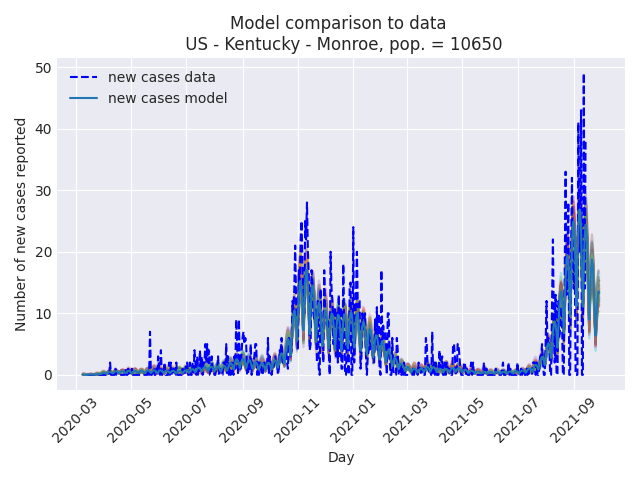 Model comparison to data
US - Kentucky - Monroe, pop. = 10650
new cases data
new cases model
Number of new cases reported
50
40
30
20
10
0
2020-03
2020-05
2020-07
2020-09
2020-11
2021-01
2021-03
2021-05
2021-07
2021-09
Day